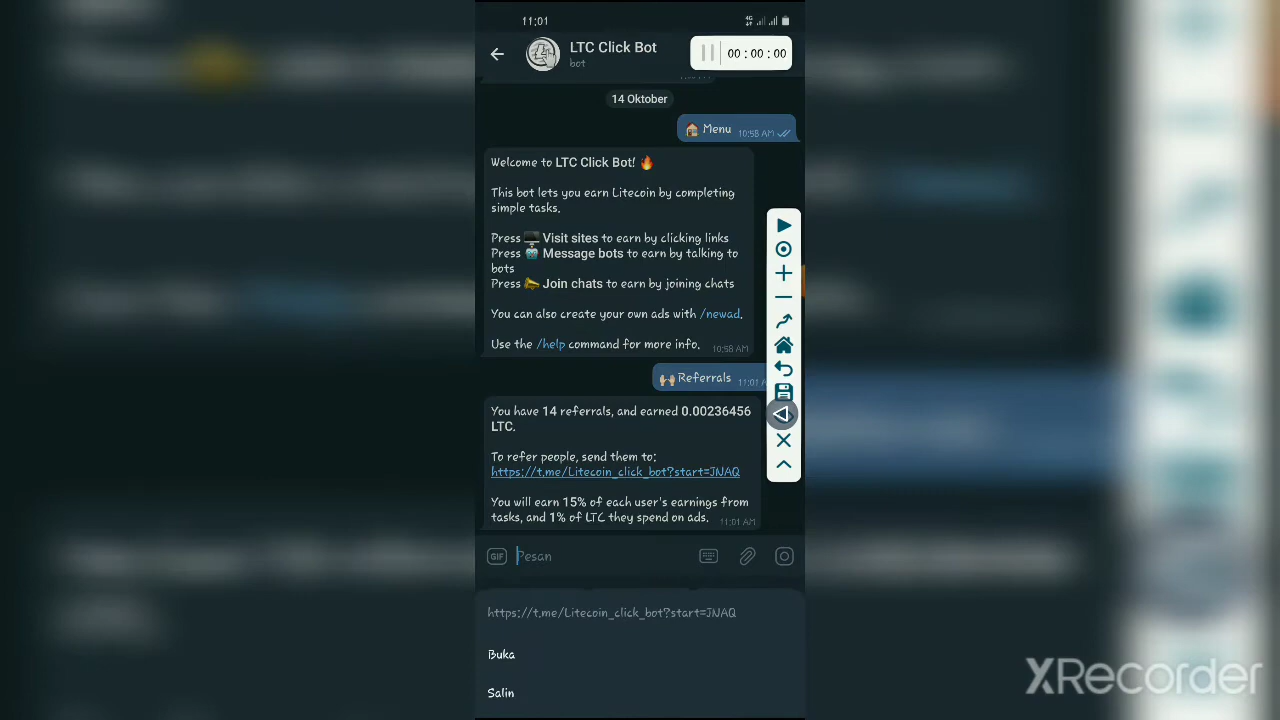 11:01
LTC Click Bot
bot
00:00:00
14 Oktober
Menu 10:58 AM
Welcome to LTC Click Bot!
This bot lets you earn Litecoin by completing
simple tasks.
Press Visit sites to earn by clicking links
Press Message bots to earn by talking to
bots
Press Join chats to earn by joining chats
You can also create your own ads with /newad.
Use the /help command for more info. 10:58 AM
Referrals 11:01
You have 14 referrals, and earned 0.00236456
LTC.
To refer people, send them to:
https://t.me/Litecoin_click_bot?start=JNAQ
You will earn 15% of each user's earnings from
tasks, and 1% of LTC they spend on ads. 11:01 AM
GIF Pesan
https://t.me/Litecoin_click_bot?start=JNAQ
Buka
Salin
XRecorder